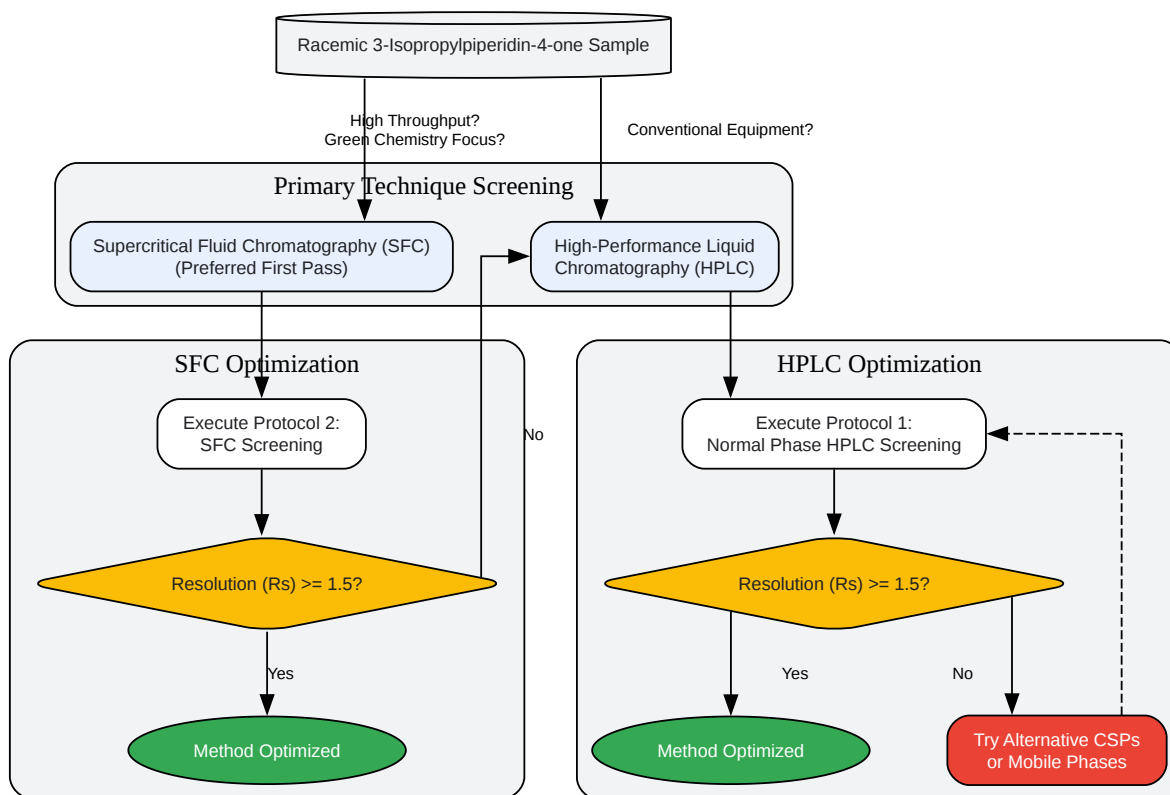 Racemic 3-Isopropylpiperidin-4-one Sample
High Throughput?
Green Chemistry Focus?
Conventional Equipment?
Primary Technique Screening
Supercritical Fluid Chromatography (SFC)
(Preferred First Pass)
High-Performance Liquid
Chromatography (HPLC)
SFC Optimization
HPLC Optimization
Execute Protocol 2:
SFC Screening
No
Execute Protocol 1:
Normal Phase HPLC Screening
Resolution (Rs) >= 1.5?
Resolution (Rs) >= 1.5?
Yes
Yes
No
Method Optimized
Method Optimized
Try Alternative CSPs
or Mobile Phases